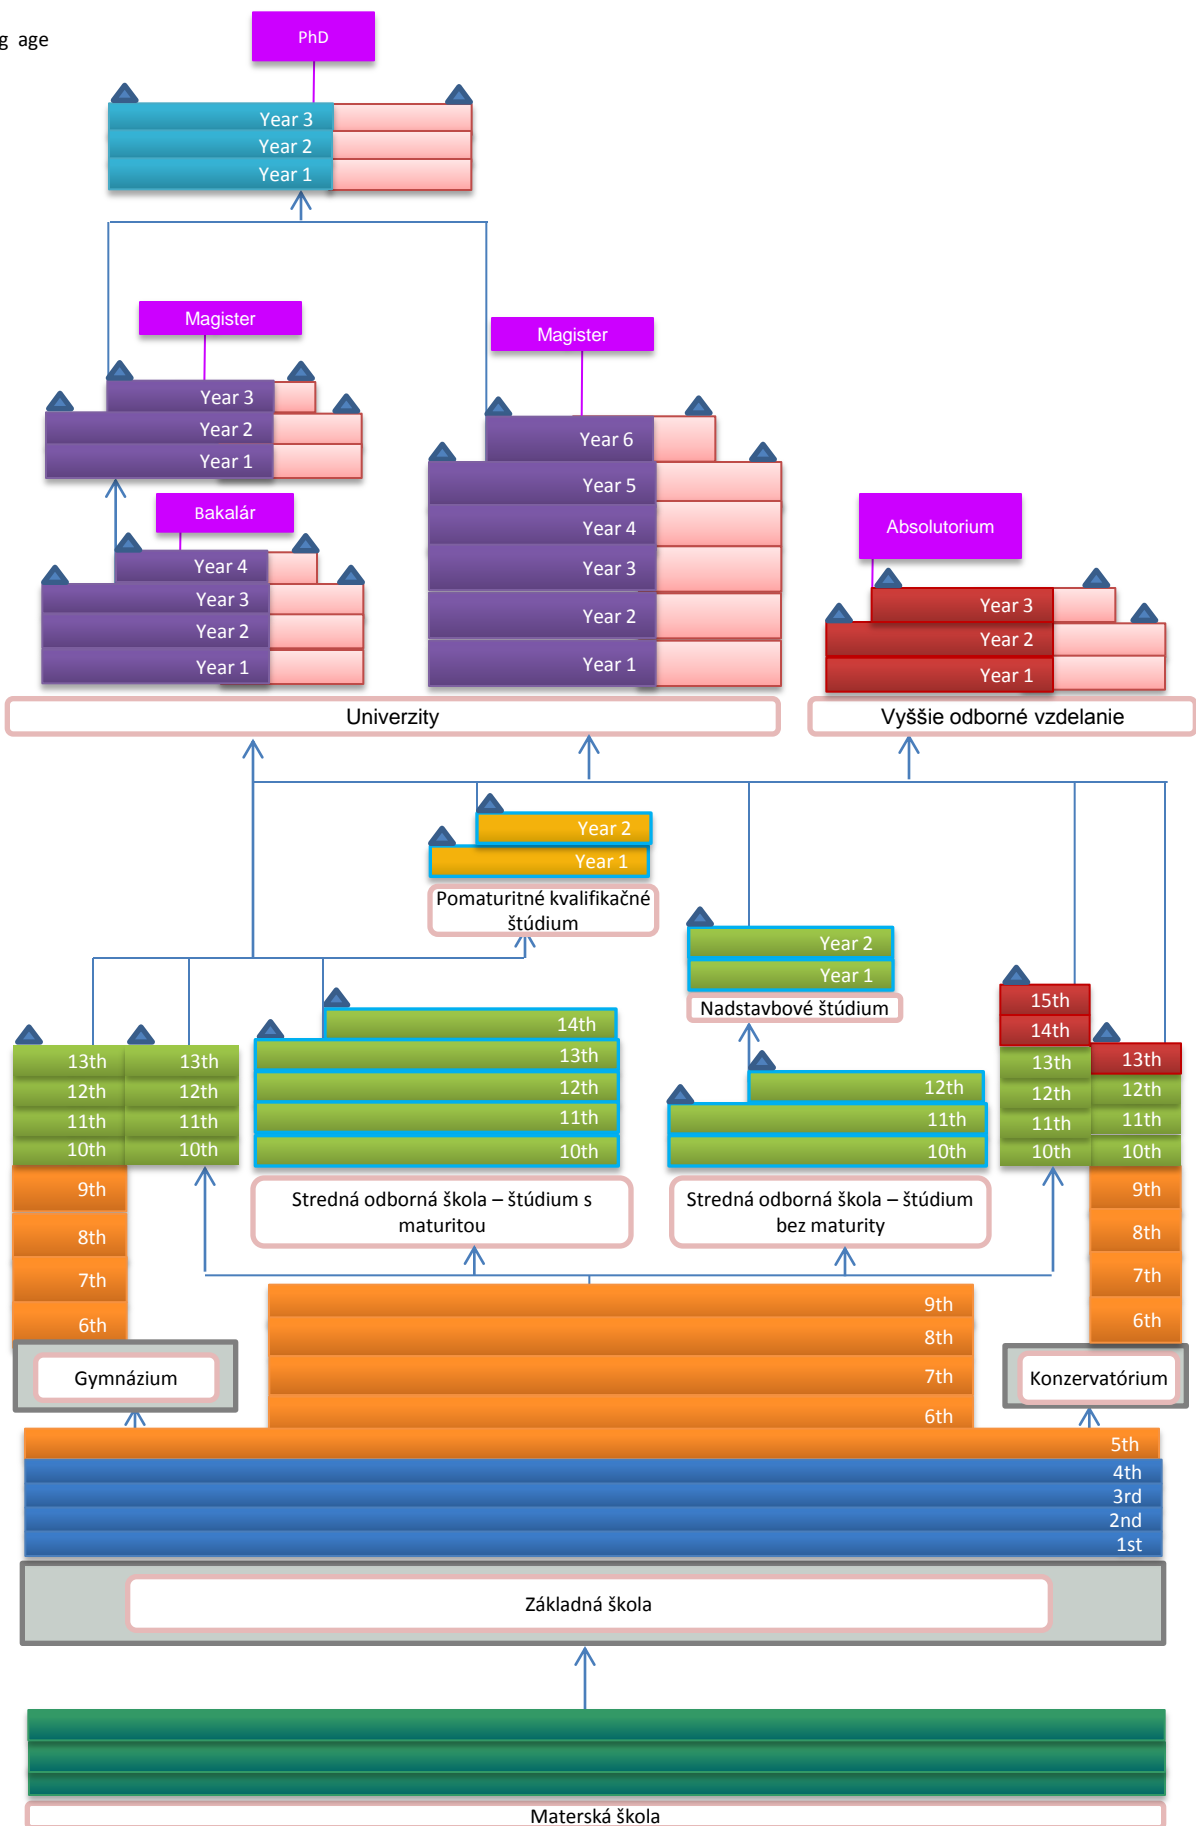 g age
PhD
Year 3
Year 2
Year 1
Magister
Magister
Year 3
Year 2
Year 1
Year 6
Year 5
Year 4
Year 3
Year 2
Year 1
Bakalár
Year 4
Year 3
Year 2
Year 1
Absolutorium
Year 3
Year 2
Year 1
Univerzity
Vyššie odborné vzdelanie
Year 2
Year 1
Pomaturitné kvalifikačné
štúdium
Year 2
Year 1
Nadstavbové štúdium
13th
12th
11th
10th
9th
8th
7th
6th
13th
12th
11th
10th
14th
13th
12th
11th
10th
Stredná odborná škola – štúdium s
maturitou
12th
11th
10th
Stredná odborná škola – štúdium
bez maturity
15th
14th
13th
12th
11th
10th
13th
12th
11th
10th
9th
8th
7th
6th
Gymnázium
9th
8th
7th
6th
Konzervatórium
5th
4th
3rd
2nd
1st
Základná škola
Materská škola